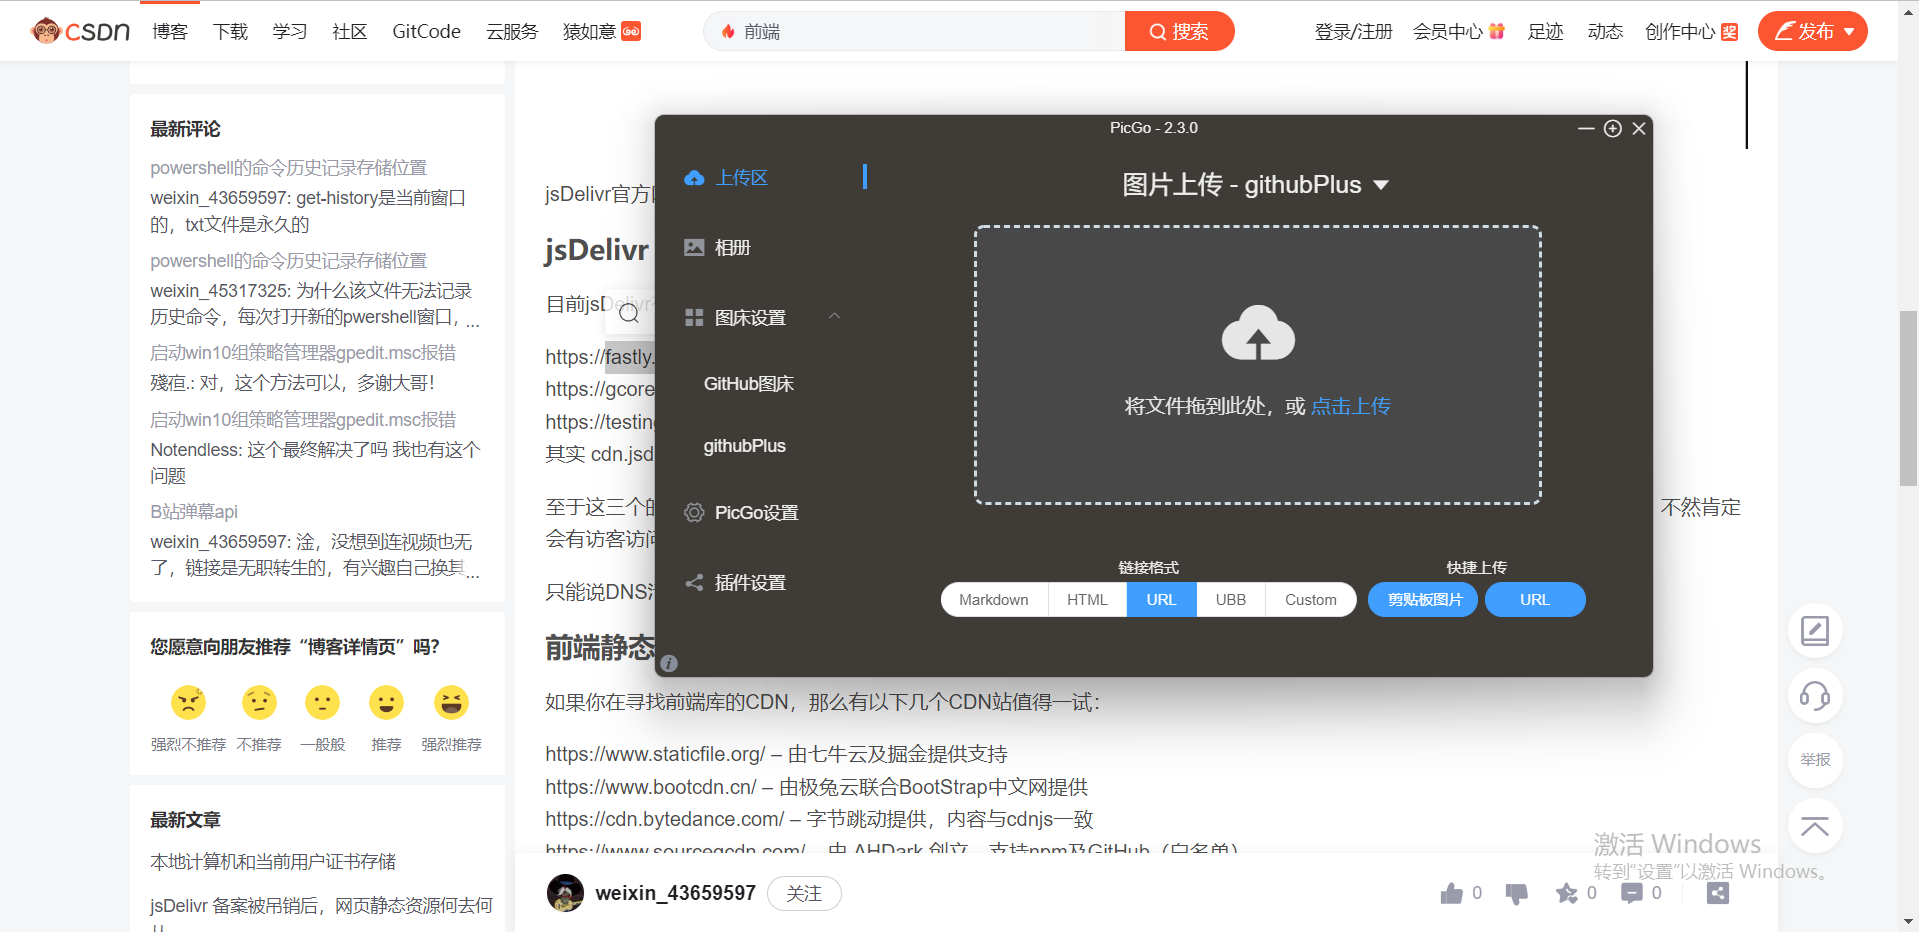 CSDN 博客 下载 学习 社区 GitCode 云服务 猿如意 前端 搜索 登录/注册 会员中心 足迹 动态 创作中心 奖 发布
最新评论
powershell的命令历史记录存储位置
weixin_43659597: get-history是当前窗口
的，txt文件是永久的
powershell的命令历史记录存储位置
weixin_45317325: 为什么该文件无法记录
历史命令，每次打开新的pwershell窗口，...
启动win10组策略管理器gpedit.msc报错
殘疸.: 对，这个方法可以，多谢大哥！
启动win10组策略管理器gpedit.msc报错
Notendless: 这个最终解决了吗 我也有这个
问题
B站弹幕api
weixin_43659597: 淦，没想到连视频也无
了，链接是无职转生的，有兴趣自己换其...
您愿意向朋友推荐“博客详情页”吗？
强烈不推荐 不推荐 一般般 推荐 强烈推荐
最新文章
本地计算机和当前用户证书存储
jsDelivr 备案被吊销后，网页静态资源何去何
jsDelivr官方
jsDelivr
目前jsDelivr
https://fastly.
https://gcore
https://testing
其实 cdn.jsd
至于这三个的 不然肯定
会有访客访问
只能说DNS
前端静态
如果你在寻找前端库的CDN，那么有以下几个CDN站值得一试：
https://www.staticfile.org/ – 由七牛云及掘金提供支持
https://www.bootcdn.cn/ – 由极兔云联合BootStrap中文网提供
https://cdn.bytedance.com/ – 字节跳动提供，内容与cdnjs一致
https://www.sourcegcdn.com/ – 由 AHDark 创立，支持npm及GitHub（白名单）
weixin_43659597 关注
0 0 0
PicGo - 2.3.0
上传区
相册
图床设置
GitHub图床
githubPlus
PicGo设置
插件设置
图片上传 - githubPlus
将文件拖到此处，或 点击上传
链接格式 快捷上传
Markdown HTML URL UBB Custom 剪贴板图片 URL
举报
激活 Windows
转到“设置”以激活 Windows。